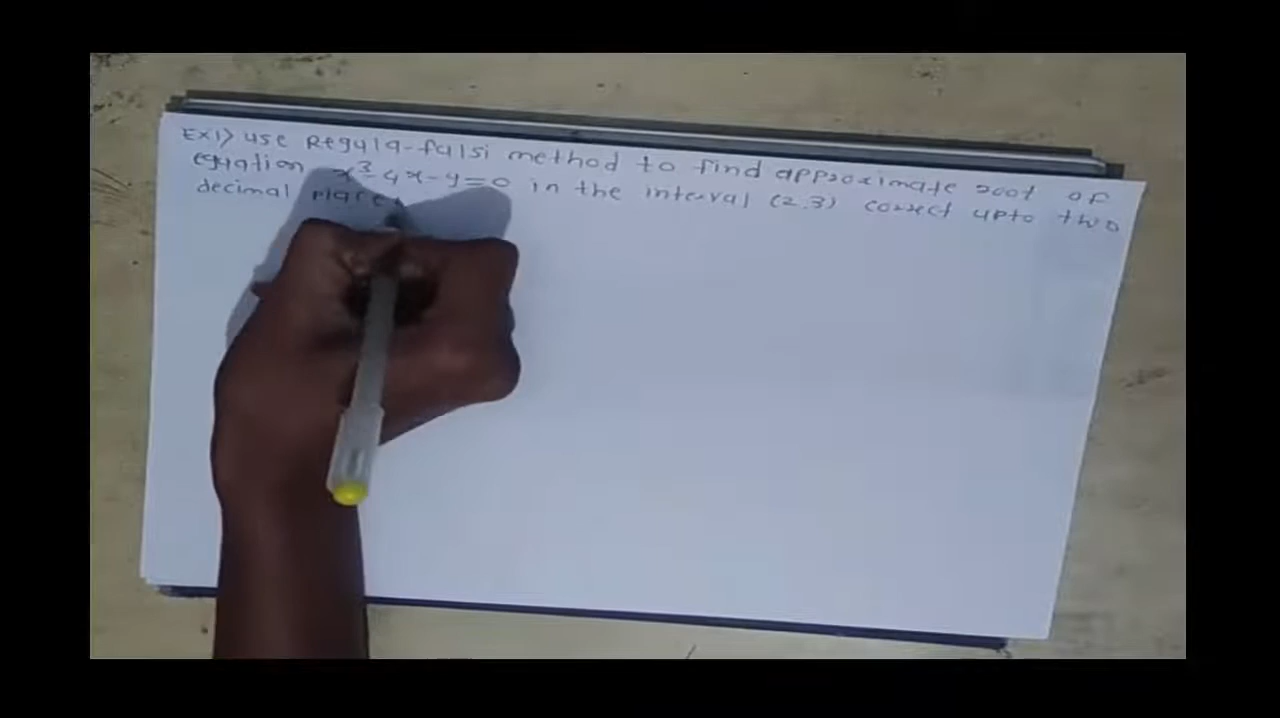 Ex1) use Regula-falsi method to find approximate root of
equation x³-4x-y=0 in the interval (2,3) correct upto two
decimal places